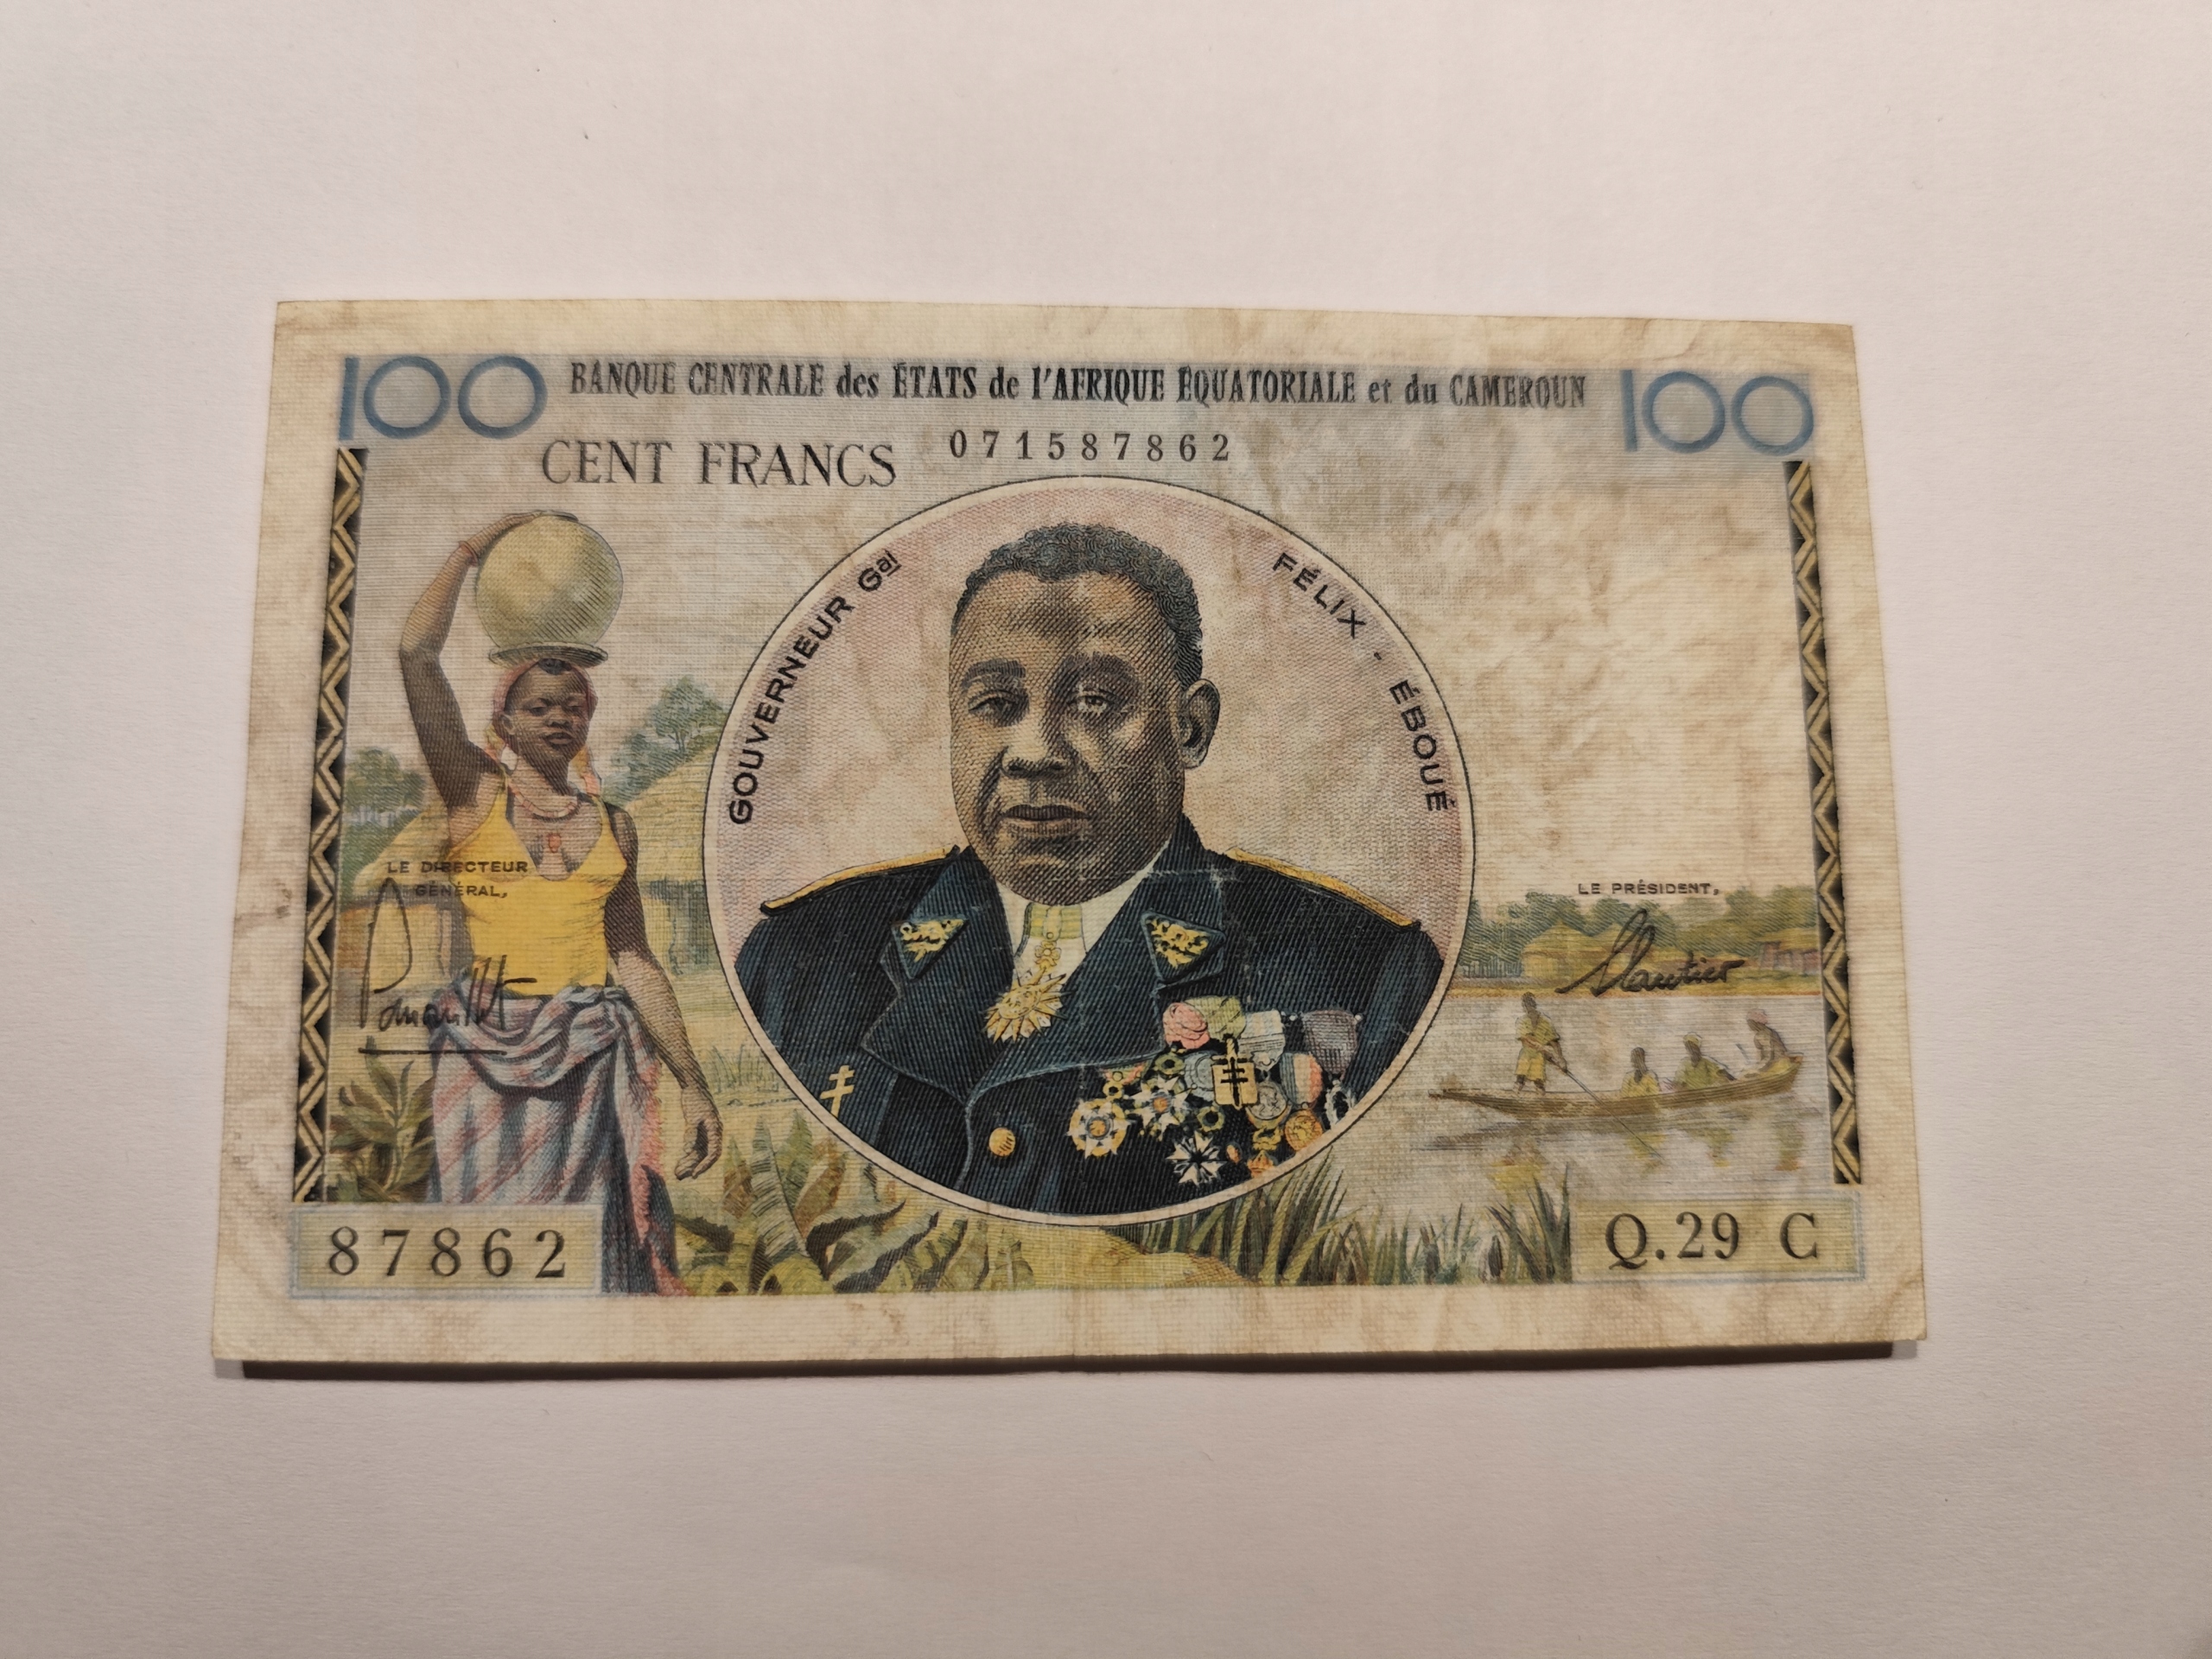 100 BANQUE CENTRALE des ÉTATS de l'AFRIQUE ÉQUATORIALE et du CAMEROUN 100
CENT FRANCS 071587862
GOUVERNEUR Gal FÉLIX - ÉBOUÉ
LE DIRECTEUR
GÉNÉRAL,
LE PRÉSIDENT,
87862
Q.29 C